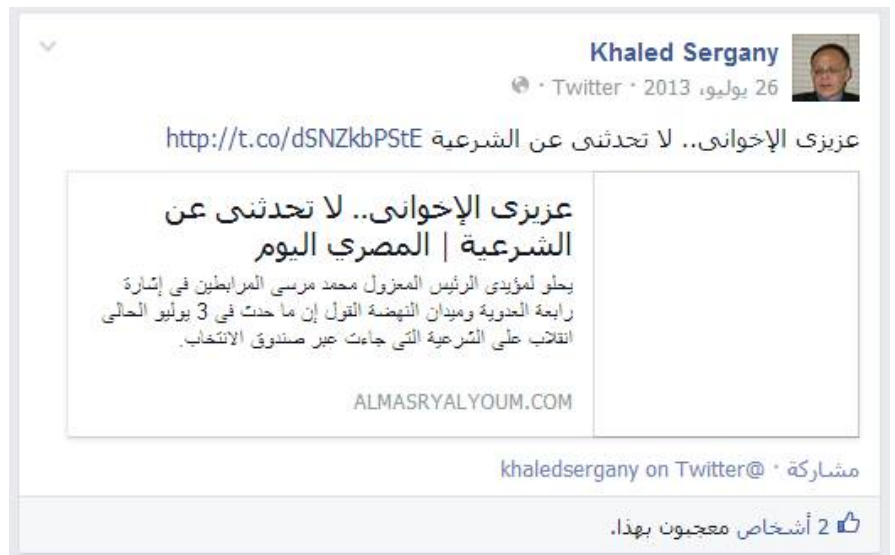 Khaled Sergany
26 يوليو، 2013 · Twitter ·
عزيزى الإخوانى.. لا تحدثنى عن الشرعية http://t.co/dSNZkbPStE
عزيزى الإخوانى.. لا تحدثنى عن
الشرعية | المصري اليوم
يحلو لمؤيدى الرئيس المعزول محمد مرسى المرابطين فى إشارة
رابعة العدوية وميدان النهضة القول إن ما حدث فى 3 يوليو الحالى
انقلاب على الشرعية التى جاءت عبر صندوق الانتخاب.
ALMASRYALYOUM.COM
مشاركة · @khaledsergany on Twitter
2 أشخاص معجبون بهذا.